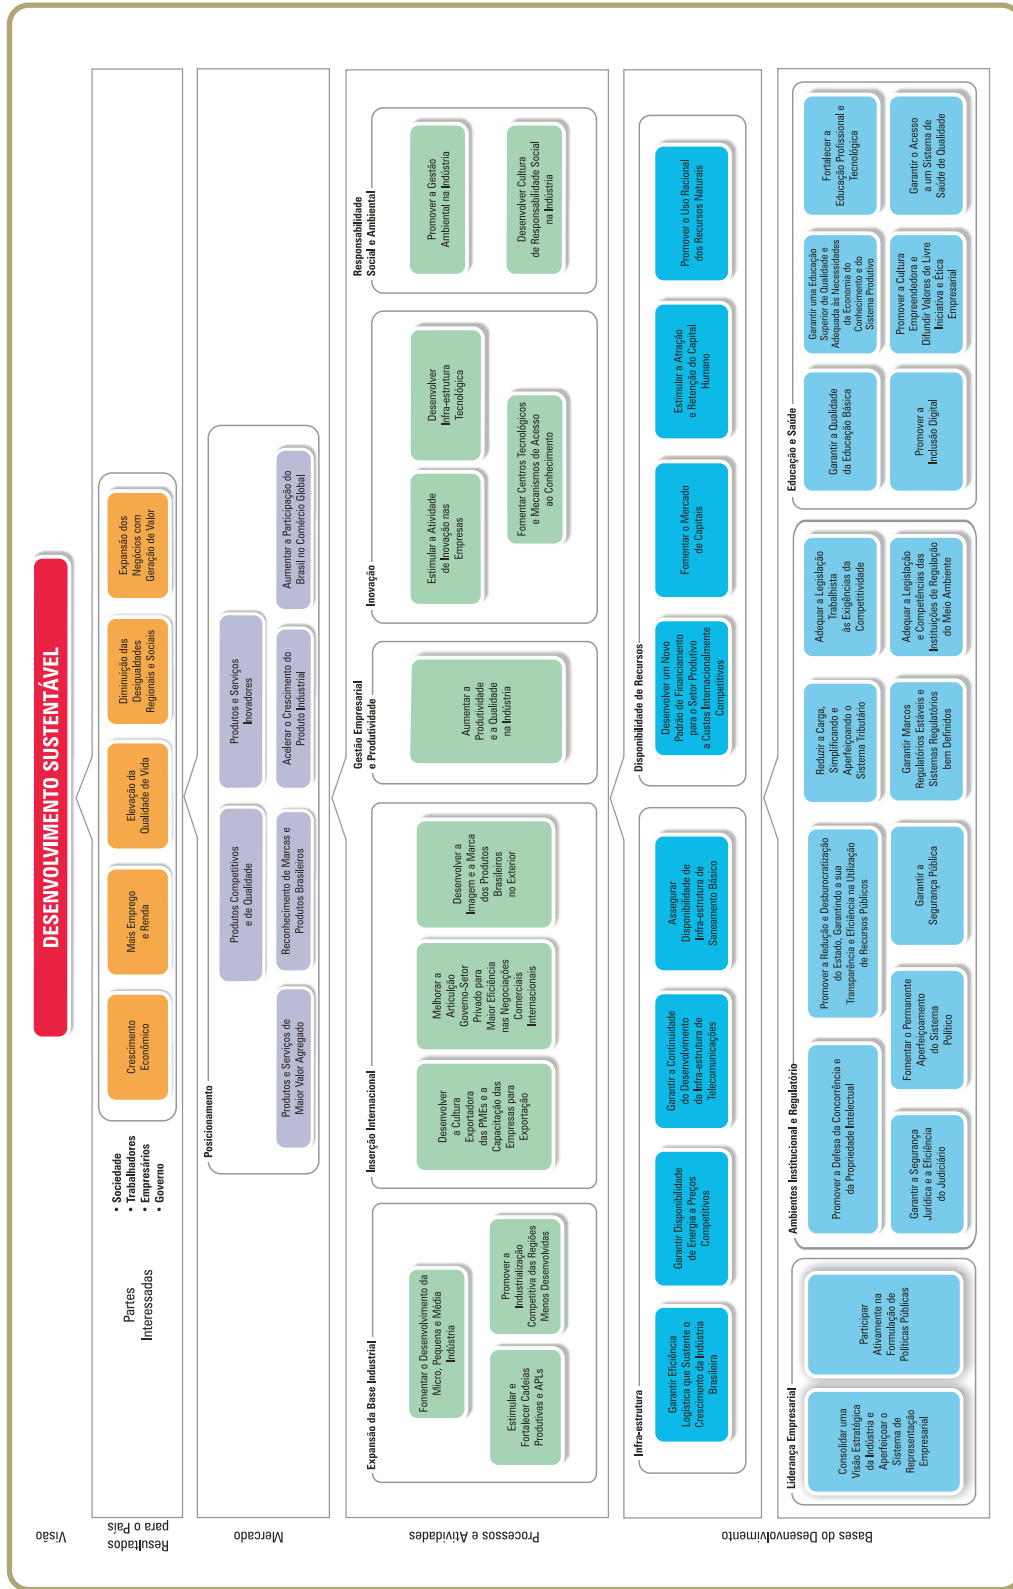 DESENVOLVIMENTO SUSTENTÁVEL
Visão
Resultados
para o País
Partes
Interessadas
• Sociedade
• Trabalhadores
• Empresários
• Governo
Crescimento
Econômico
Mais Emprego
e Renda
Elevação da
Qualidade de Vida
Diminuição das
Desigualdades
Regionais e Sociais
Expansão dos
Negócios com
Geração de Valor
Mercado
Posicionamento
Produtos Competitivos
e de Qualidade
Produtos e Serviços
Inovadores
Produtos e Serviços de
Maior Valor Agregado
Reconhecimento de Marcas e
Produtos Brasileiros
Acelerar o Crescimento do
Produto Industrial
Aumentar a Participação do
Brasil no Comércio Global
Processos e Atividades
Expansão da Base Industrial
Fomentar o Desenvolvimento da
Micro, Pequena e Média
Indústria
Estimular e
Fortalecer Cadeias
Produtivas e APLs
Promover a
Industrialização
Competitiva das Regiões
Menos Desenvolvidas
Inserção Internacional
Desenvolver
a Cultura
Exportadora
das PMEs e a
Capacitação das
Empresas para
Exportação
Melhorar a
Articulção
Governo-Setor
Privado para
Maior Eficiência
nas Negociações
Comerciais
Internacionais
Desenvolver a
Imagem e a Marca
dos Produtos
Brasileiros
no Exterior
Gestão Empresarial
e Produtividade
Aumentar a
Produtividade
e a Qualidade
na Indústria
Inovação
Estimular a Atividade
de Inovação nas
Empresas
Desenvolver
Infra-estrutura
Tecnológica
Fomentar Centros Tecnológicos
e Mecanismos de Acesso
ao Conhecimento
Responsabilidade
Social e Ambiental
Promover a Gestão
Ambiental na Indústria
Desenvolver Cultura
de Responsabilidade Social
na Indústria
Bases do Desenvolvimento
Infra-estrutura
Garantir Eficiência
Logística que Sustente o
Crescimento da Indústria
Brasileira
Garantir Disponibilidade
de Energia a Preços
Competitivos
Garantir a Continuidade
do Desenvolvimento
da Infra-estrutura de
Telecomunicações
Assegurar
Disponibilidade de
Infra-estrutura de
Saneamento Básico
Disponibilidade de Recursos
Desenvolver um Novo
Padrão de Financiamento
para o Setor Produtivo
a Custos Internacionalmente
Competitivos
Fomentar o Mercado
de Capitais
Estimular a Atração
e Retenção do Capital
Humano
Promover o Uso Racional
dos Recursos Naturais
Liderança Empresarial
Consolidar uma
Visão Estratégica
da Indústria e
Aperfeiçoar o
Sistema de
Representação
Empresarial
Participar
Ativamente na
Formulação de
Políticas Públicas
Ambientes Institucional e Regulatório
Promover a Defesa da Concorrência e
da Propriedade Intelectual
Promover a Redução e Desburocratização
do Estado, Garantindo a sua
Transparência e Eficiência na Utilização
de Recursos Públicos
Reduzir a Carga,
Simplificando e
Aperfeiçoando o
Sistema Tributário
Adequar a Legislação
Trabalhista
às Exigências da
Competitividade
Garantir a Segurança
Jurídica e a Eficiência
do Judiciário
Fomentar o Permanente
Aperfeiçoamento
do Sistema
Político
Garantir a
Segurança Pública
Garantir Marcos
Regulatórios Estáveis e
Sistemas Regulatórios
bem Definidos
Adequar a Legislação
e Competências das
Instituições de Regulação
do Meio Ambiente
Educação e Saúde
Garantir a Qualidade
da Educação Básica
Garantir uma Educação
Superior de Qualidade e
Adequada às Necessidades
da Economia do
Conhecimento e do
Sistema Produtivo
Fortalecer a
Educação Profissional e
Tecnológica
Promover a
Inclusão Digital
Promover a Cultura
Empreendedora e
Difundir Valores de Livre
Iniciativa e Ética
Empresarial
Garantir o Acesso
a um Sistema de
Saúde de Qualidade